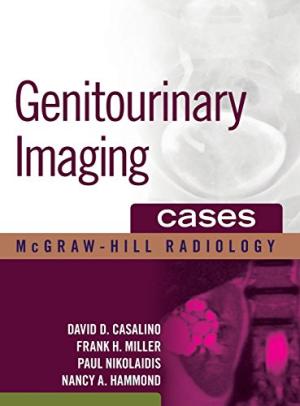 Genitourinary
Imaging
cases
McGRAW-HILL RADIOLOGY
DAVID D. CASALINO
FRANK H. MILLER
PAUL NIKOLAIDIS
NANCY A. HAMMOND